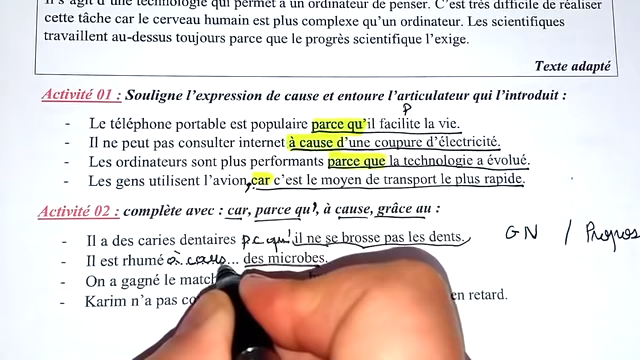 Il s'agit d'une technologie qui permet à un ordinateur de penser. C'est très difficile de réaliser
cette tâche car le cerveau humain est plus complexe qu'un ordinateur. Les scientifiques
travaillent au-dessus toujours parce que le progrès scientifique l'exige.
Texte adapté
Activité 01 : Souligne l'expression de cause et entoure l'articulateur qui l'introduit :
P
- Le téléphone portable est populaire parce qu'il facilite la vie.
- Il ne peut pas consulter internet à cause d'une coupure d'électricité.
- Les ordinateurs sont plus performants parce que la technologie a évolué.
- Les gens utilisent l'avion, car c'est le moyen de transport le plus rapide.
Activité 02 : complète avec : car, parce qu', à cause, grâce au :
- Il a des caries dentaires p c qu' il ne se brosse pas les dents. GN / Propos
- Il est rhumé à caus... des microbes.
- On a gagné le match
- Karim n'a pas en retard.